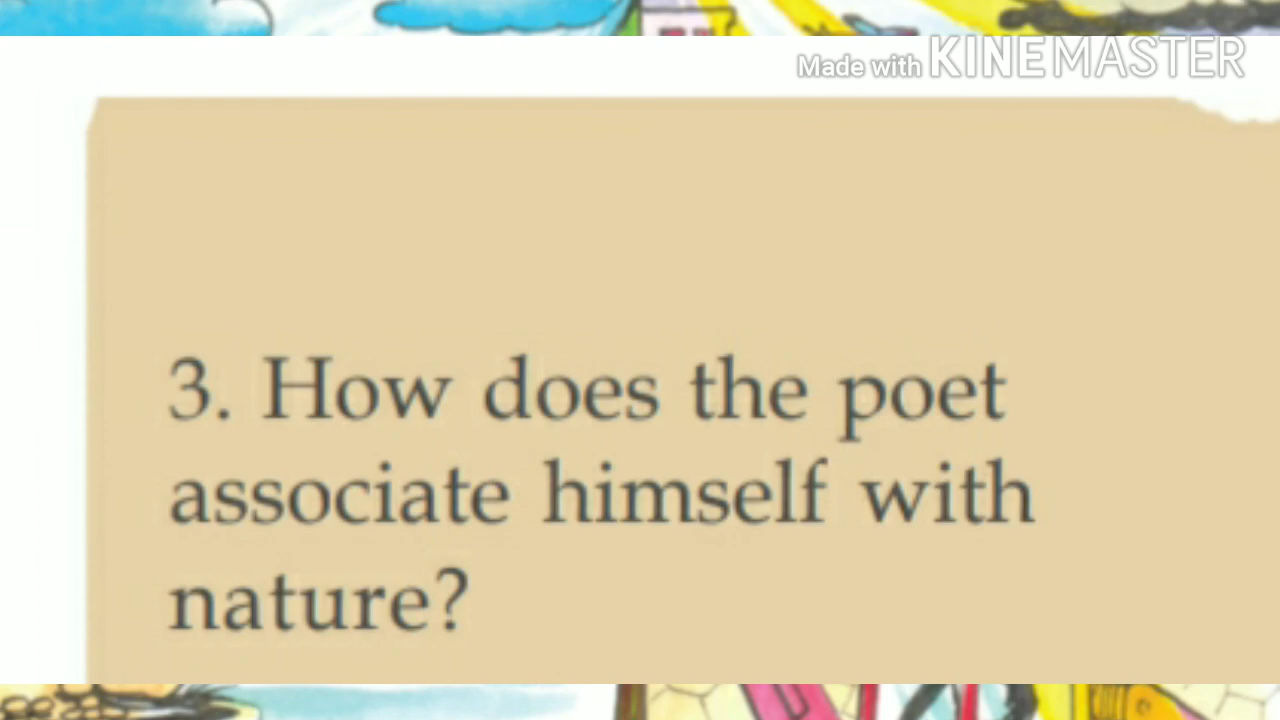 Made with KINEMASTER
3. How does the poet
associate himself with
nature?